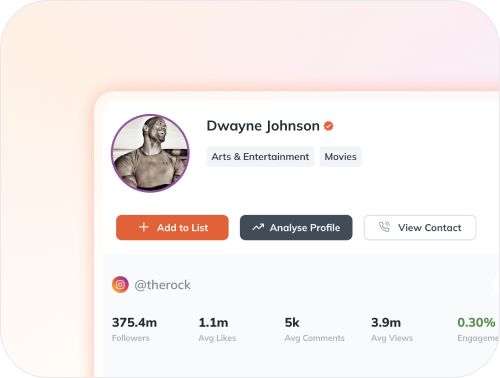 Dwayne Johnson
Arts & Entertainment Movies
Add to List Analyse Profile View Contact
@therock
375.4m 1.1m 5k 3.9m 0.30%
Followers Avg Likes Avg Comments Avg Views Engageme